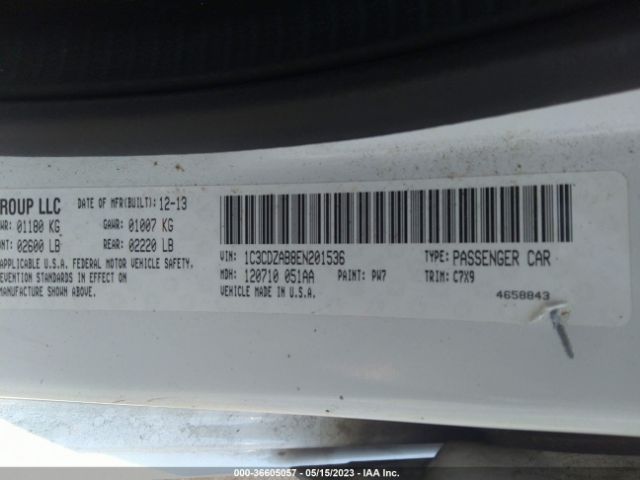 ROUP LLC DATE OF MFR(BUILT): 12-13
WR: 01180 KG GAWR: 01007 KG
NT: 02600 LB REAR: 02220 LB
APPLICABLE U.S.A. FEDERAL MOTOR VEHICLE SAFETY,
EVENTION STANDARDS IN EFFECT ON
MANUFACTURE SHOWN ABOVE.
VIN: 1C3CDZAB8EN201536 TYPE: PASSENGER CAR
MDH: 120710 051AA PAINT: PW7 TRIM: C7X9
VEHICLE MADE IN U.S.A. 4658843
000-36605057 - 05/15/2023 - IAA Inc.